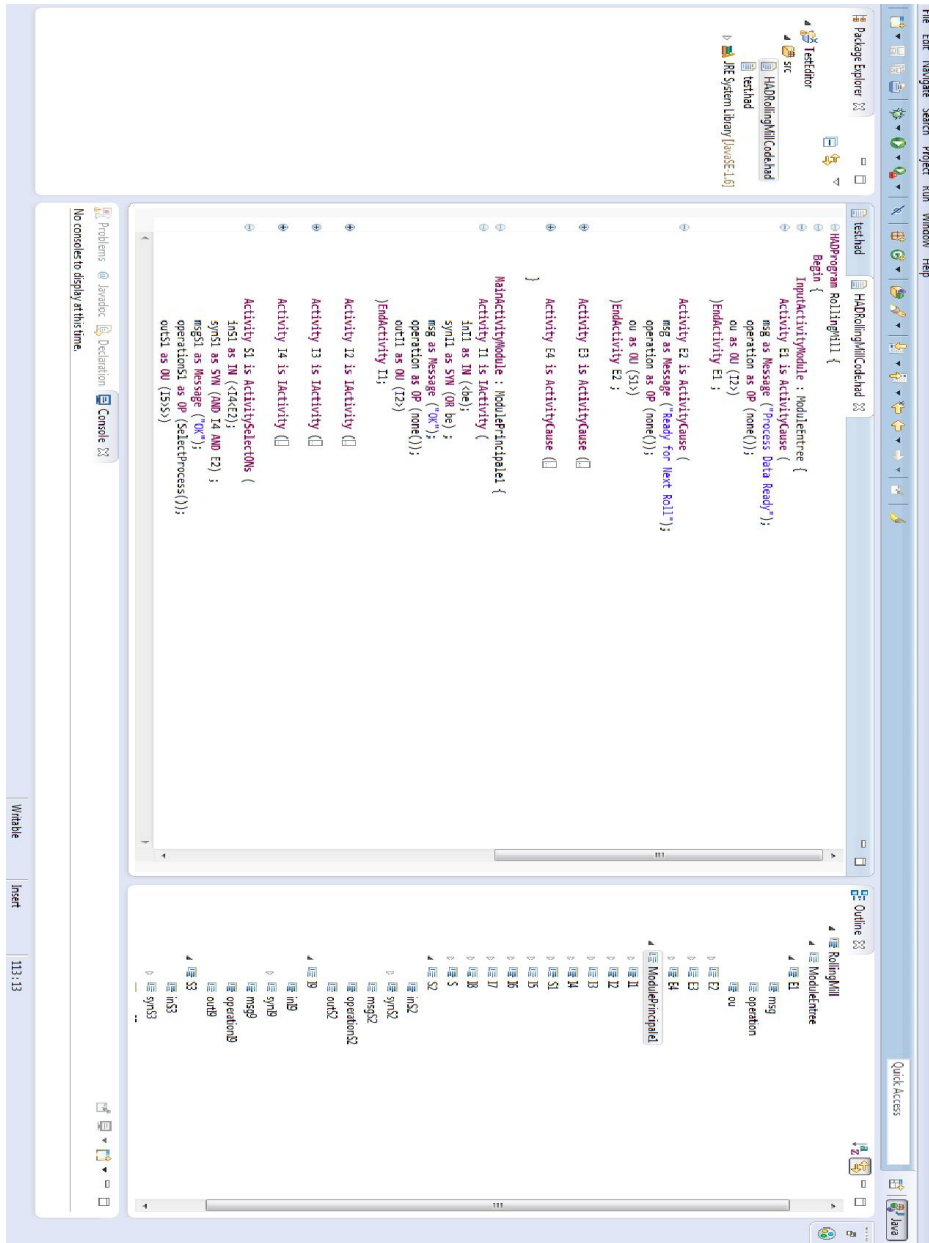 File Edit Navigate Search Project Run Window Help
Quick Access
Java
Package Explorer
TestEditor
src
HADRollingMillCode.had
test.had
JRE System Library [JavaSE-1.6]
test.had HADRollingMillCode.had
HADProgram RollingMill {
Begin {
InputActivityModule : ModuleEntree {
Activity E1 is ActivityCause (
msg as Message ("Process Data Ready");
operation as OP (none());
ou as OU (I2>)
)EndActivity E1 ;
Activity E2 is ActivityCause (
msg as Message ("Ready for Next Roll");
operation as OP (none());
ou as OU (S1>)
)EndActivity E2 ;
Activity E3 is ActivityCause (
Activity E4 is ActivityCause (
}
MainActivityModule : ModulePrincipale1 {
Activity I1 is IActivity (
inI1 as IN (<be);
synI1 as SYN (OR be) ;
msg as Message ("OK");
operation as OP (none());
outI1 as OU (I2>)
)EndActivity I1;
Activity I2 is IActivity (
Activity I3 is IActivity (
Activity I4 is IActivity (
Activity S1 is ActivitySelectONs (
inS1 as IN (<I4<E2);
synS1 as SYN (AND I4 AND E2) ;
msgS1 as Message ("OK");
operationS1 as OP (SelectProcess());
outS1 as OU (I5>S>)
Outline
RollingMill
ModuleEntree
E1
msg
operation
ou
E2
E3
E4
ModulePrincipale1
I1
I2
I3
I4
S1
I5
I6
I7
I8
S
S2
inS2
synS2
msgS2
operationS2
outS2
I9
inI9
synI9
msg9
operationI9
outI9
S3
inS3
synS3
Problems Javadoc Declaration Console
No consoles to display at this time.
Writable Insert 113:13